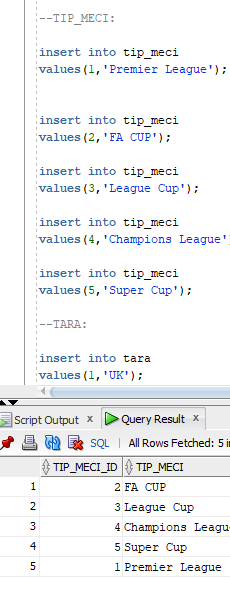 --TIP_MECI:
insert into tip_meci
values(1,'Premier League');
insert into tip_meci
values(2,'FA CUP');
insert into tip_meci
values(3,'League Cup');
insert into tip_meci
values(4,'Champions League')
insert into tip_meci
values(5,'Super Cup');
--TARA:
insert into tara
values(1,'UK');
Script Output x Query Result x
SQL | All Rows Fetched: 5 i
TIP_MECI_ID TIP_MECI
1 2 FA CUP
2 3 League Cup
3 4 Champions Leagu
4 5 Super Cup
5 1 Premier League